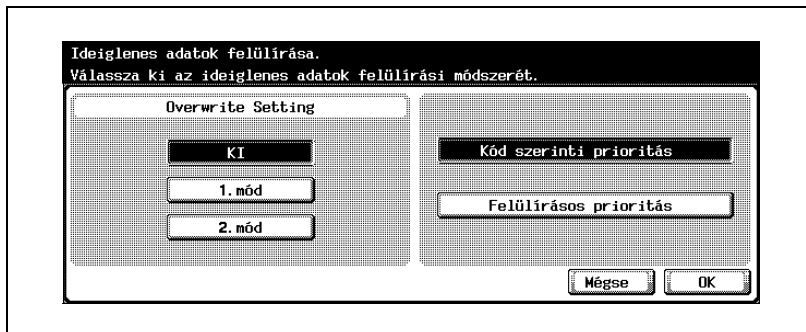 Ideiglenes adatok felülírása.
Válassza ki az ideiglenes adatok felülírási módszerét.
Overwrite Setting
KI
1. mód
2. mód
Kód szerinti prioritás
Felülírásos prioritás
Mégse
OK